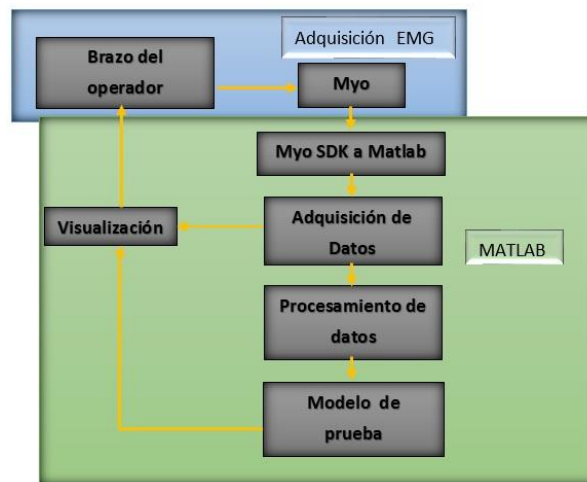 Adquisición EMG
Brazo del
operador
Myo
Myo SDK a Matlab
Adquisición de
Datos
Visualización
MATLAB
Procesamiento de
datos
Modelo de
prueba